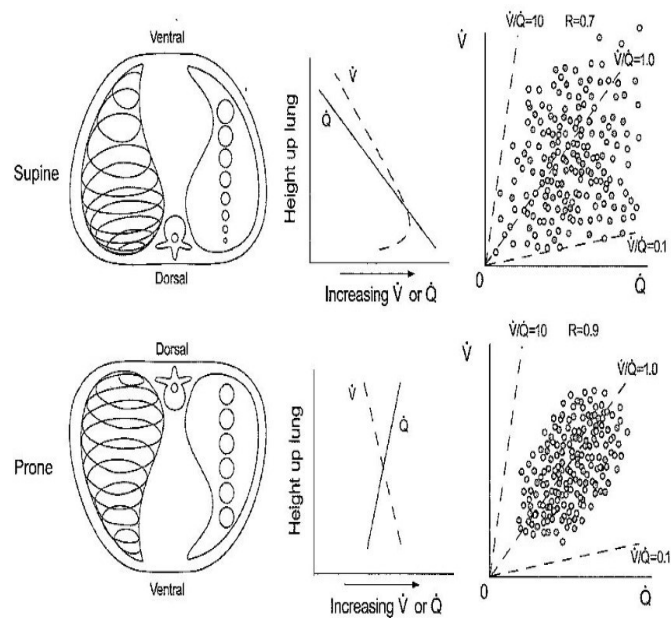 Ventral
Supine
Dorsal
Height up lung
V̇
Q̇
Increasing V̇ or Q̇
V̇
V̇/Q̇=10 R=0.7
V̇/Q̇=1.0
V̇/Q̇=0.1
0
Q̇
Dorsal
Prone
Ventral
Height up lung
V̇
Q̇
Increasing V̇ or Q̇
V̇
V̇/Q̇=10 R=0.9
V̇/Q̇=1.0
V̇/Q̇=0.1
0
Q̇